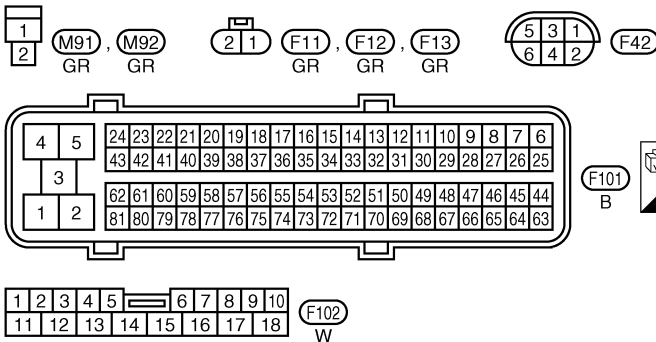 1
2
M91 , M92
GR GR
2 1
F11 , F12 , F13
GR GR GR
5 3 1
6 4 2
F42
4 5
3
1 2
24 23 22 21 20 19 18 17 16 15 14 13 12 11 10 9 8 7 6
43 42 41 40 39 38 37 36 35 34 33 32 31 30 29 28 27 26 25
62 61 60 59 58 57 56 55 54 53 52 51 50 49 48 47 46 45 44
81 80 79 78 77 76 75 74 73 72 71 70 69 68 67 66 65 64 63
F101
B
1 2 3 4 5 6 7 8 9 10
11 12 13 14 15 16 17 18
F102
W